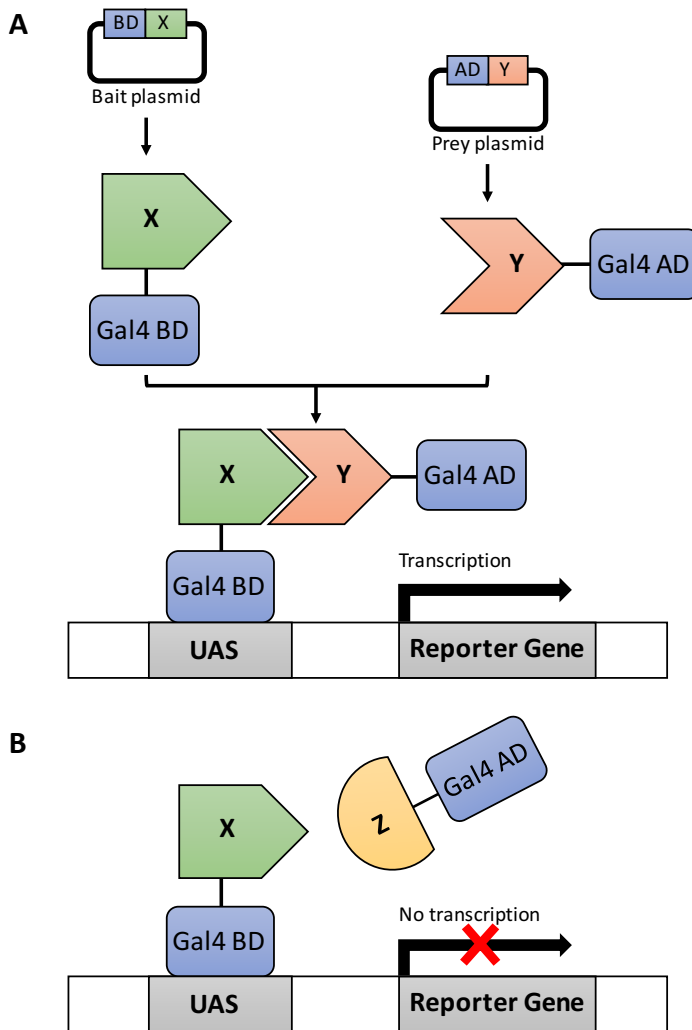 A
BD X
Bait plasmid
AD Y
Prey plasmid
X
Y
Gal4 AD
Gal4 BD
X
Y
Gal4 AD
Gal4 BD
Transcription
UAS
Reporter Gene
B
Gal4 AD
X
Z
Gal4 BD
No transcription
UAS
Reporter Gene